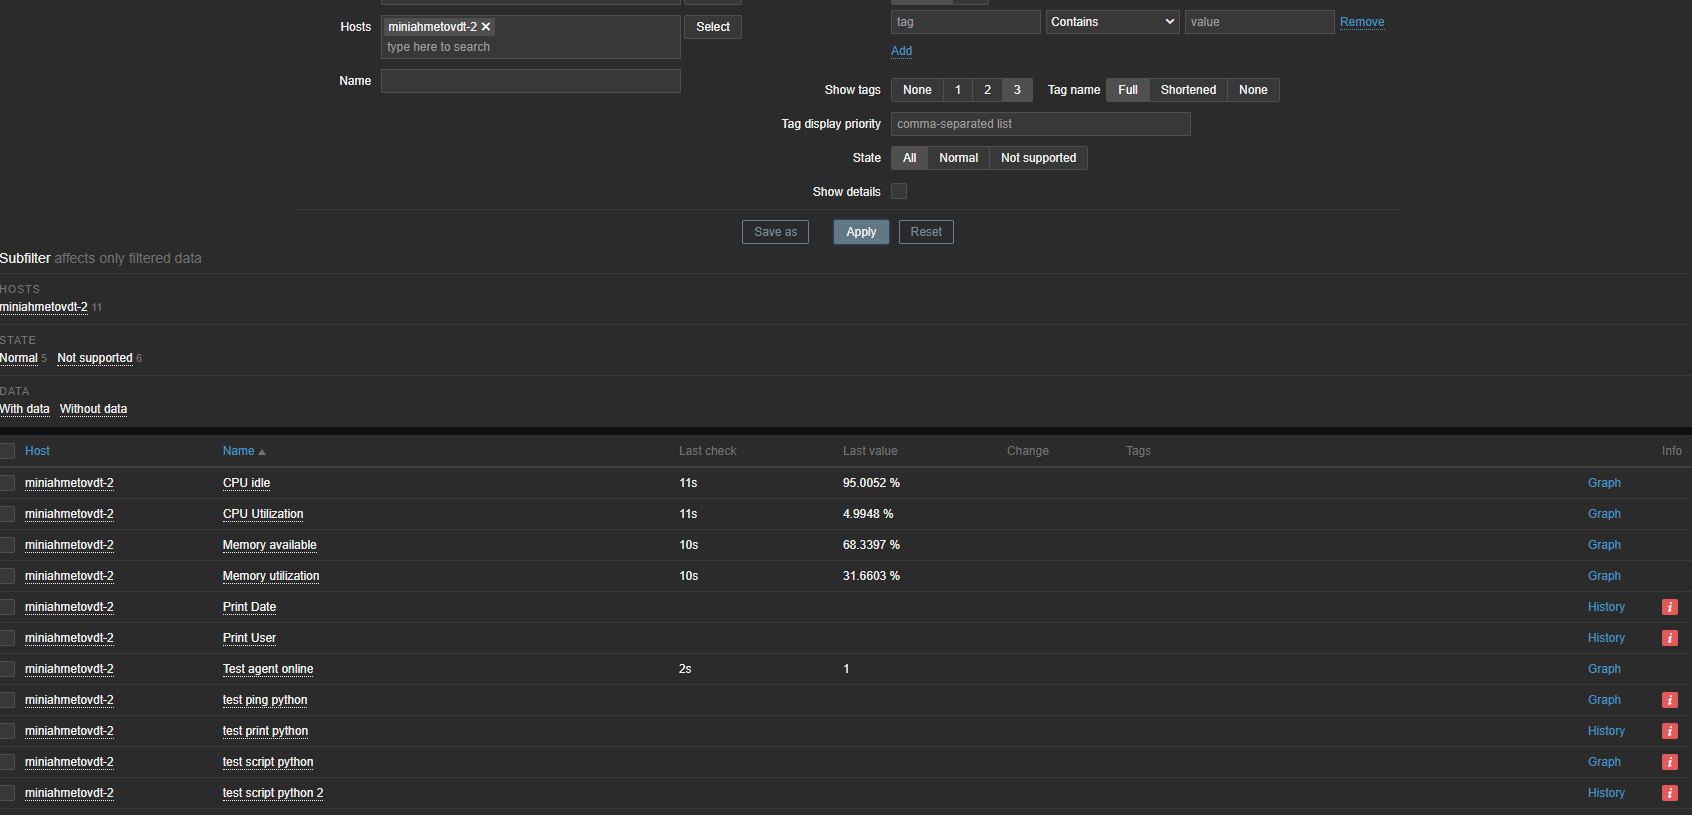 tag Contains value Remove
Hosts miniahmetovdt-2 Select
type here to search
Add
Name
Show tags None 1 2 3 Tag name Full Shortened None
Tag display priority comma-separated list
State All Normal Not supported
Show details
Save as Apply Reset
Subfilter affects only filtered data
HOSTS
miniahmetovdt-2 11
STATE
Normal 5 Not supported 6
DATA
With data Without data
Host Name Last check Last value Change Tags Info
miniahmetovdt-2 CPU idle 11s 95.0052 % Graph
miniahmetovdt-2 CPU Utilization 11s 4.9948 % Graph
miniahmetovdt-2 Memory available 10s 68.3397 % Graph
miniahmetovdt-2 Memory utilization 10s 31.6603 % Graph
miniahmetovdt-2 Print Date History i
miniahmetovdt-2 Print User History i
miniahmetovdt-2 Test agent online 2s 1 Graph
miniahmetovdt-2 test ping python Graph i
miniahmetovdt-2 test print python History i
miniahmetovdt-2 test script python Graph i
miniahmetovdt-2 test script python 2 History i